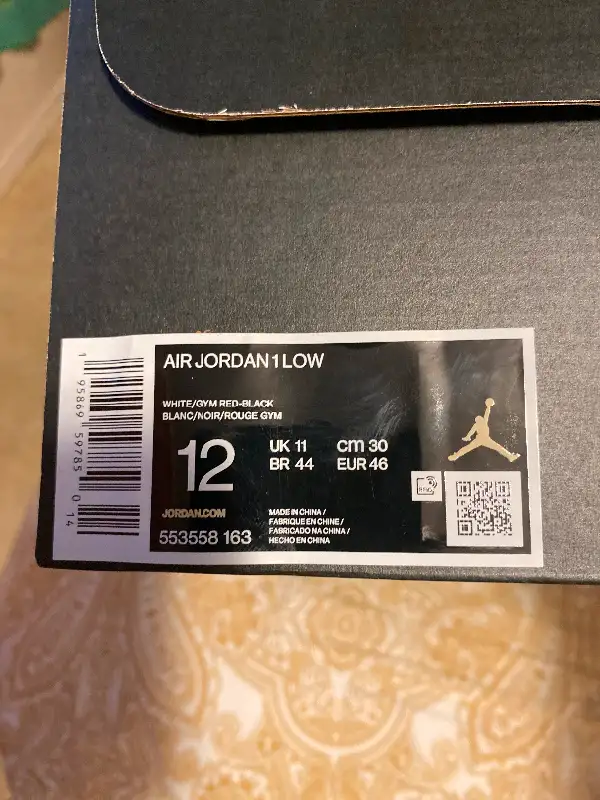 AIR JORDAN 1 LOW
WHITE/GYM RED-BLACK
BLANC/NOIR/ROUGE GYM
12
UK 11 cm 30
BR 44 EUR 46
JORDAN.COM
553558 163
MADE IN CHINA /
FABRIQUE EN CHINE /
FABRICADO NA CHINA /
HECHO EN CHINA
RFID
1 95869 59785 0 14